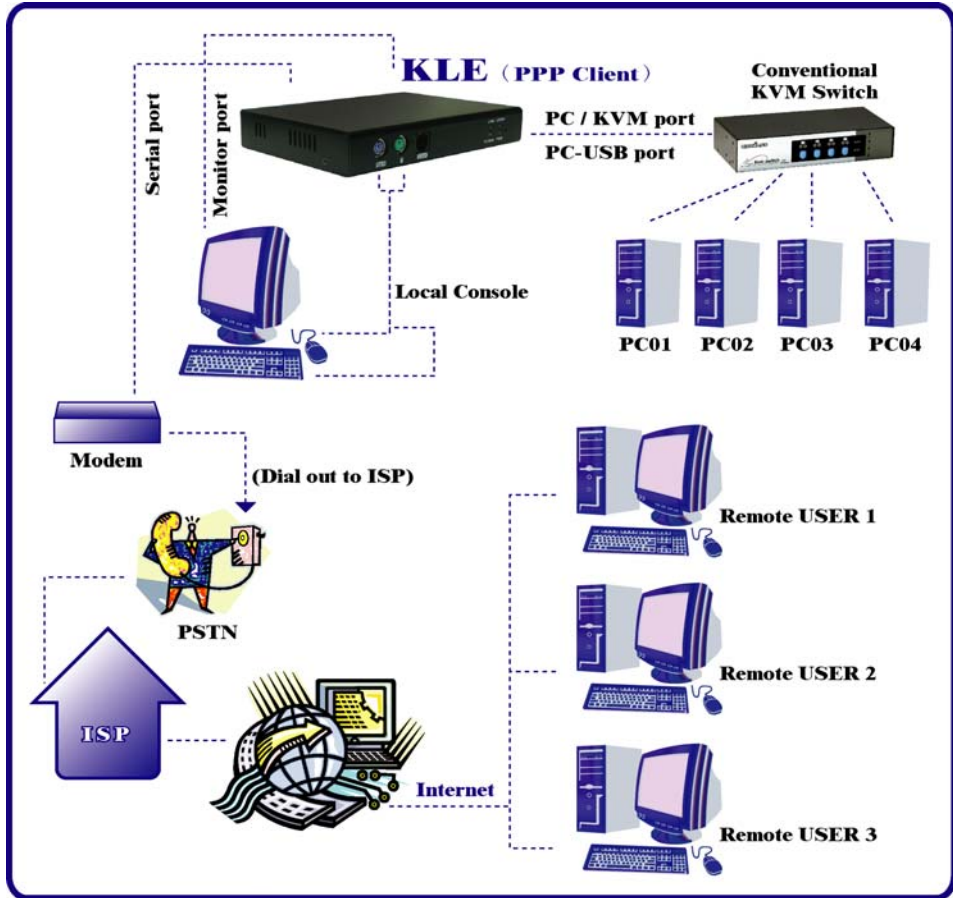 KLE (PPP Client)
Conventional
KVM Switch
PC / KVM port
PC-USB port
Serial port
Monitor port
Local Console
PC01
PC02
PC03
PC04
Modem
(Dial out to ISP)
PSTN
ISP
Internet
Remote USER 1
Remote USER 2
Remote USER 3